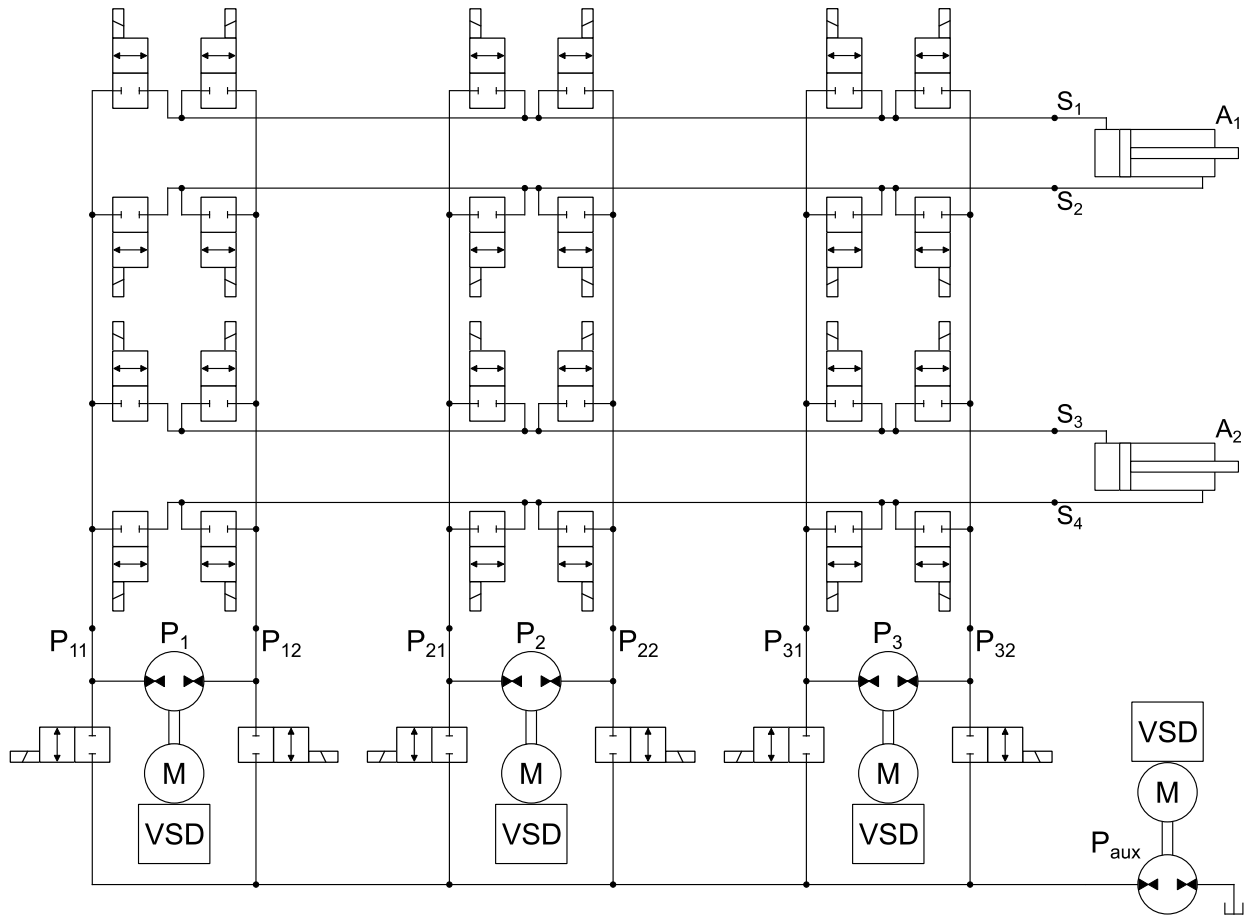 S₁
A₁
S₂
S₃
A₂
S₄
P₁₁ P₁ P₁₂ P₂₁ P₂ P₂₂ P₃₁ P₃ P₃₂
VSD
M M M M
VSD VSD VSD
P_aux